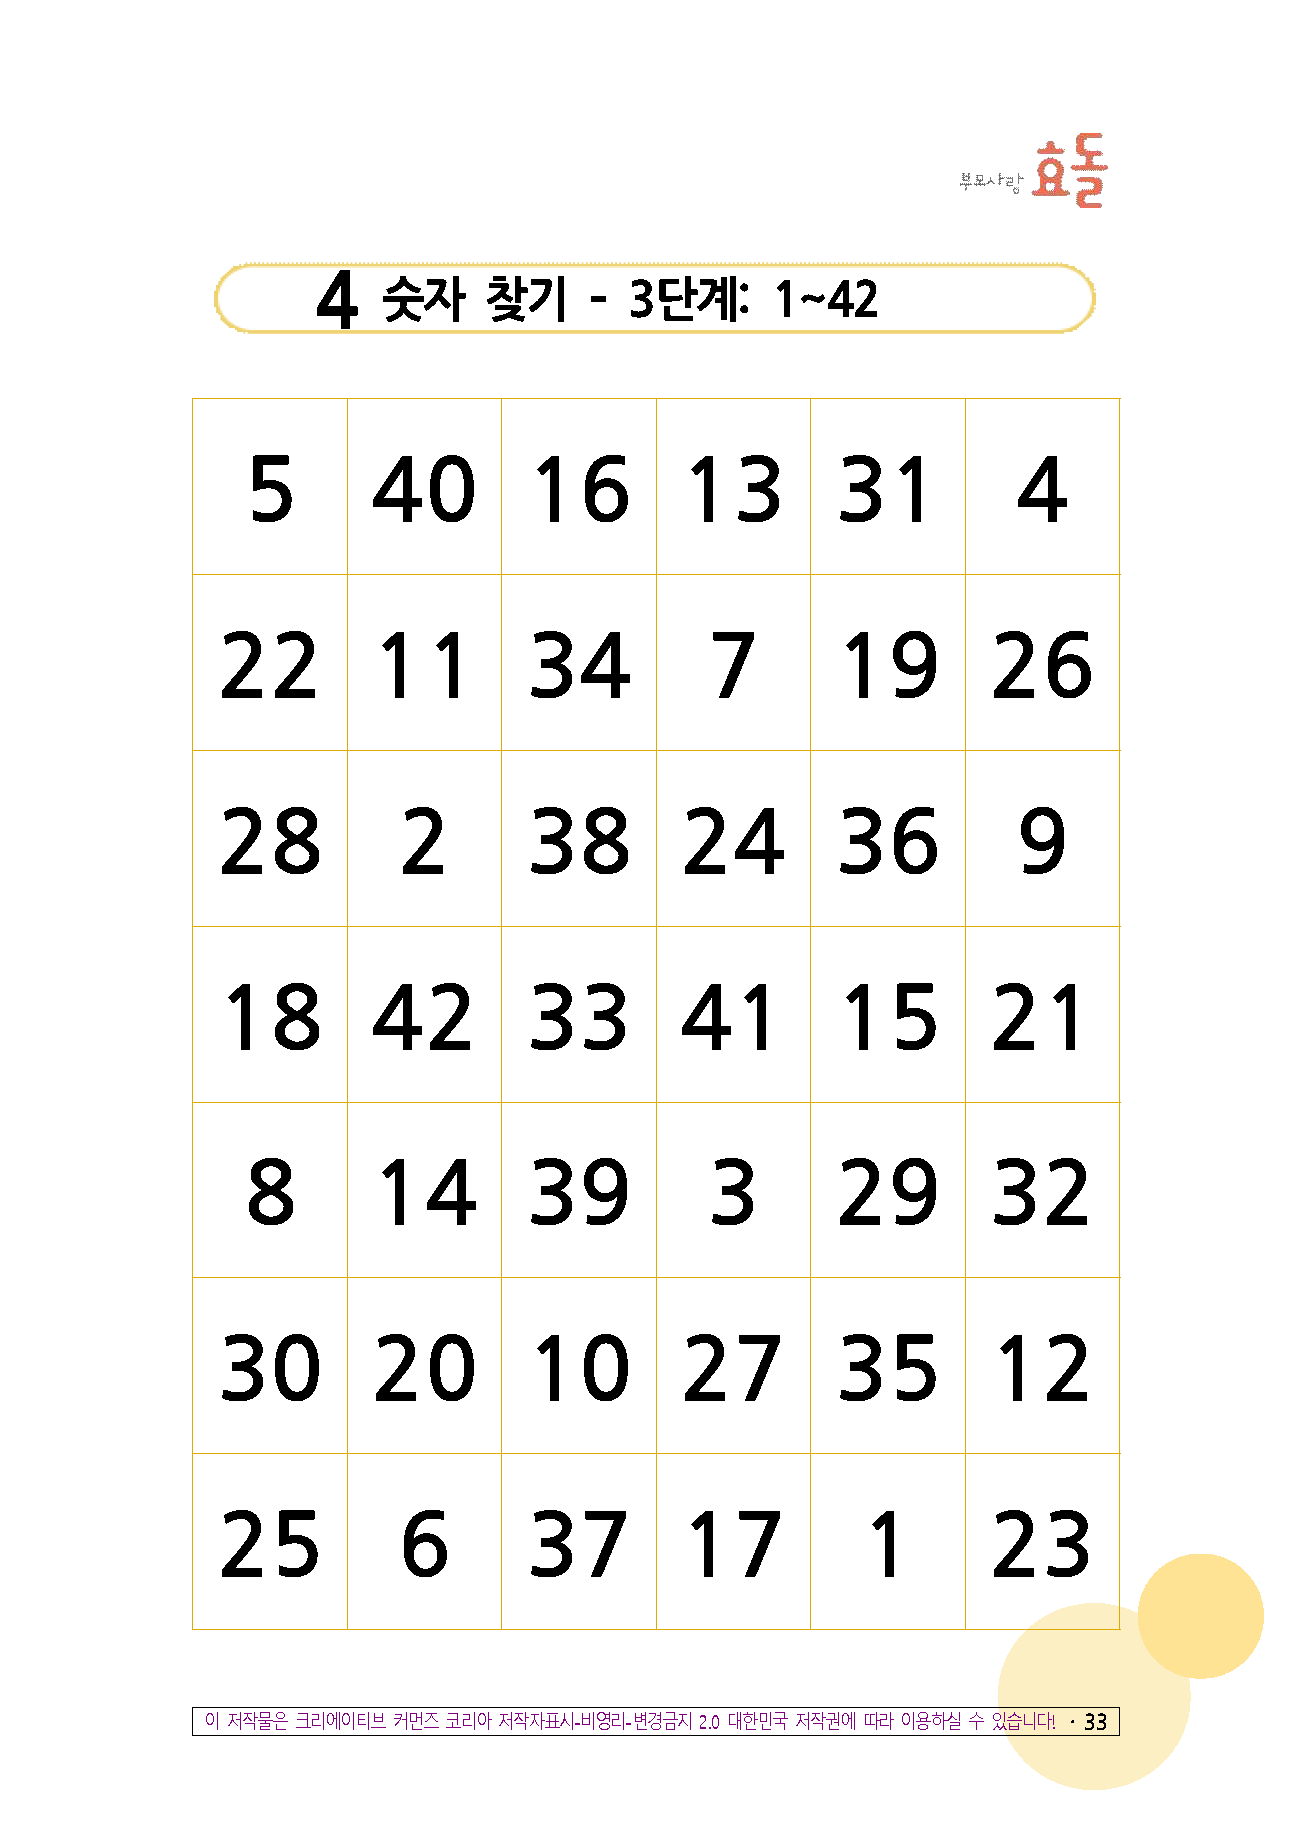 부모사랑 효돌
4 숫자 찾기 - 3단계: 1~42
5 40 16 13 31 4
22 11 34 7 19 26
28 2 38 24 36 9
18 42 33 41 15 21
8 14 39 3 29 32
30 20 10 27 35 12
25 6 37 17 1 23
이 저작물은 크리에이티브 커먼즈 코리아 저작자표시-비영리-변경금지 2.0 대한민국 저작권에 따라 이용하실 수 있습니다! · 33